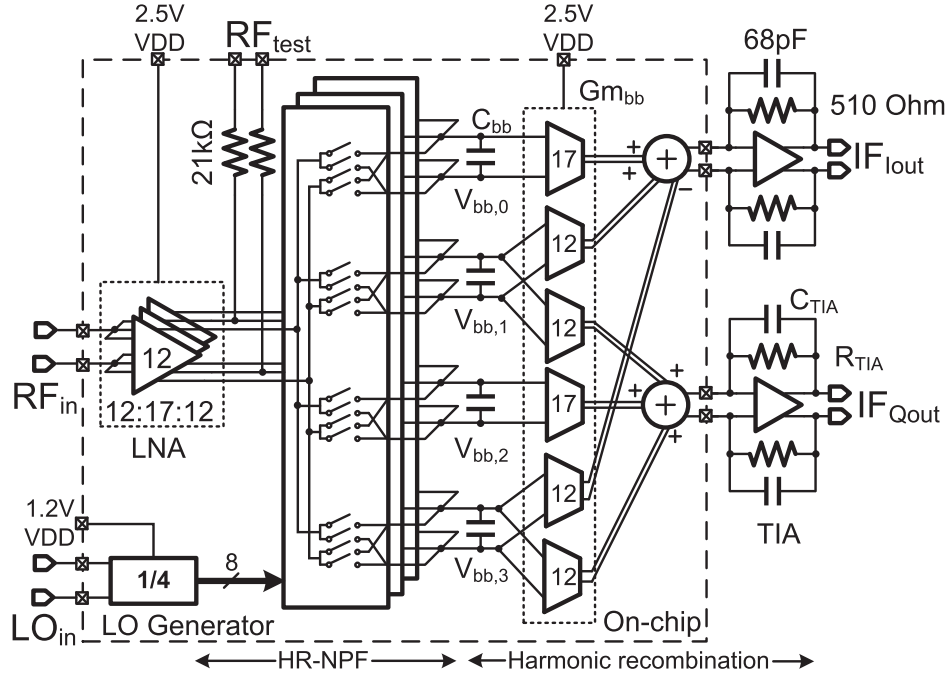 2.5V
VDD
RFtest
2.5V
VDD
68pF
510 Ohm
21kΩ
Cbb
Gmbb
17
+
+
+
−
IFIout
Vbb,0
12
Vbb,1
12
CTIA
RTIA
12
RFin
12:17:12
LNA
+
+
+
+
IFQout
17
Vbb,2
12
TIA
1.2V
VDD
Vbb,3
12
8
1/4
LOin
LO Generator
On-chip
HR-NPF
Harmonic recombination